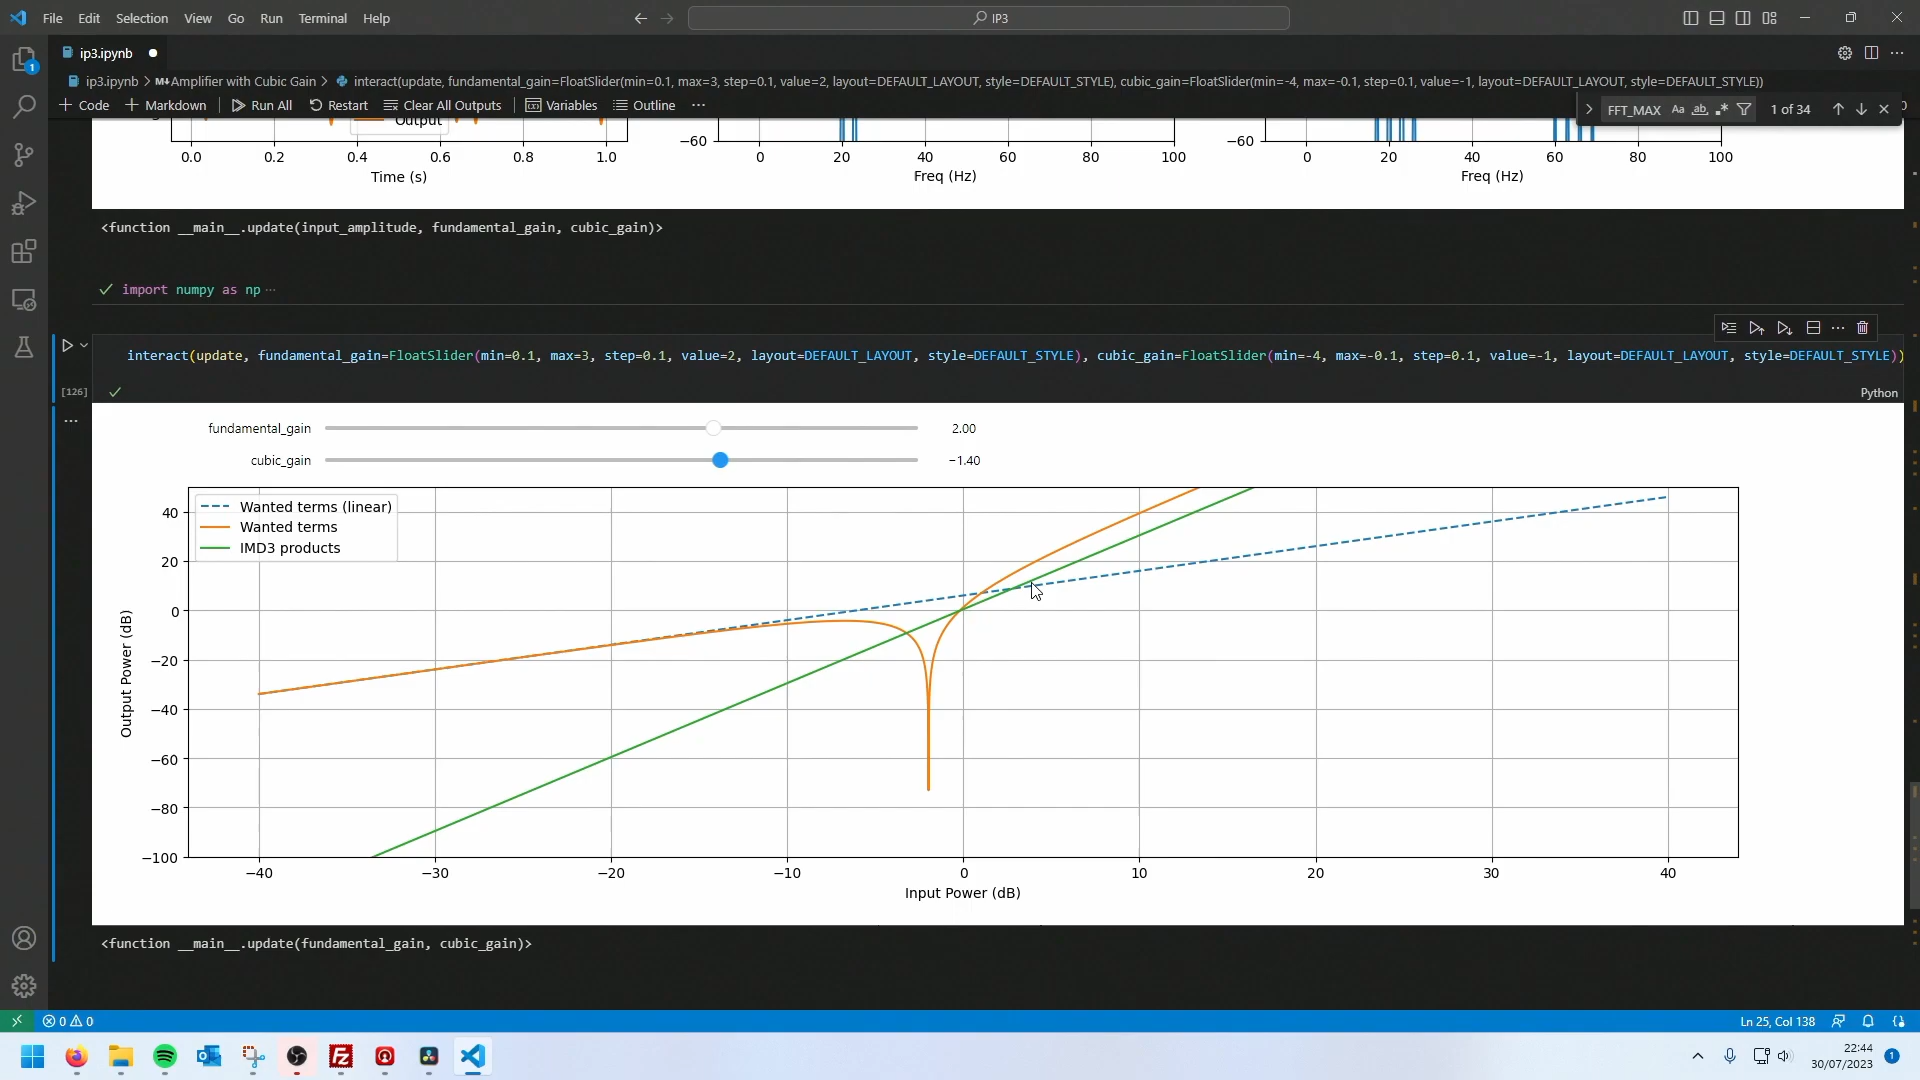 File Edit Selection View Go Run Terminal Help
IP3
ip3.ipynb
ip3.ipynb > M↓Amplifier with Cubic Gain > interact(update, fundamental_gain=FloatSlider(min=0.1, max=3, step=0.1, value=2, layout=DEFAULT_LAYOUT, style=DEFAULT_STYLE), cubic_gain=FloatSlider(min=-4, max=-0.1, step=0.1, value=-1, layout=DEFAULT_LAYOUT, style=DEFAULT_STYLE))
+ Code + Markdown Run All Restart Clear All Outputs Variables Outline ...
FFT_MAX Aa ab 1 of 34
Output
−60 −60
0.0 0.2 0.4 0.6 0.8 1.0 0 20 40 60 80 100 0 20 40 60 80 100
Time (s) Freq (Hz) Freq (Hz)
<function __main__.update(input_amplitude, fundamental_gain, cubic_gain)>
import numpy as np ...
interact(update, fundamental_gain=FloatSlider(min=0.1, max=3, step=0.1, value=2, layout=DEFAULT_LAYOUT, style=DEFAULT_STYLE), cubic_gain=FloatSlider(min=-4, max=-0.1, step=0.1, value=-1, layout=DEFAULT_LAYOUT, style=DEFAULT_STYLE))
[126] Python
fundamental_gain 2.00
cubic_gain −1.40
Wanted terms (linear)
Wanted terms
IMD3 products
40
20
0
−20
−40
−60
−80
−100
Output Power (dB)
−40 −30 −20 −10 0 10 20 30 40
Input Power (dB)
<function __main__.update(fundamental_gain, cubic_gain)>
0 0 Ln 25, Col 138
22:44
30/07/2023
1
1